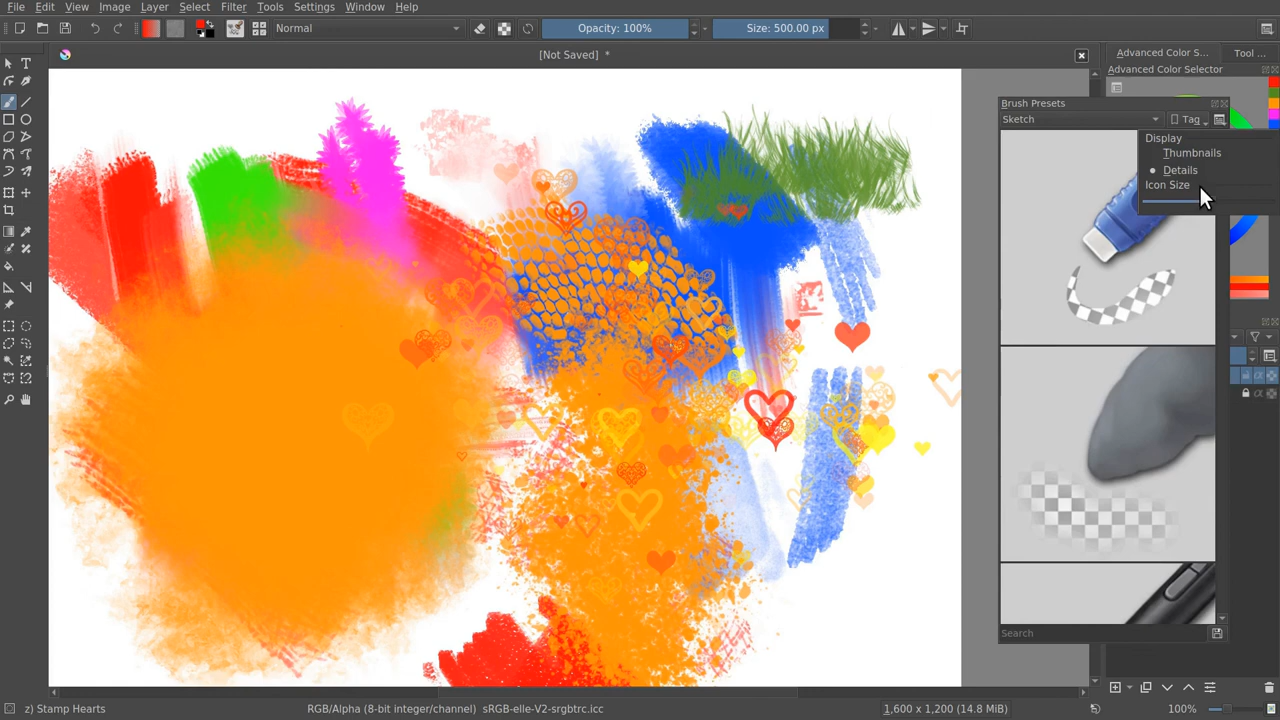 File Edit View Image Layer Select Filter Tools Settings Window Help
Normal Opacity: 100% Size: 500.00 px
[Not Saved] *
Advanced Color S... Tool ...
Advanced Color Selector
Brush Presets
Sketch Tag
Display
Thumbnails
Details
Icon Size
Search
z) Stamp Hearts RGB/Alpha (8-bit integer/channel) sRGB-elle-V2-srgbtrc.icc 1,600 x 1,200 (14.8 MiB) 100%